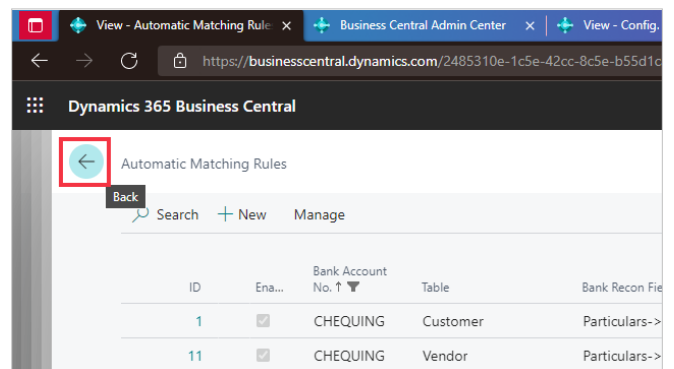 View - Automatic Matching Rule
Business Central Admin Center
View - Config.
https://businesscentral.dynamics.com/2485310e-1c5e-42cc-8c5e-b55d1c
Dynamics 365 Business Central
Automatic Matching Rules
Back
Search
New
Manage
ID
Ena...
Bank Account
No. ↑
Table
Bank Recon Fie
1
CHEQUING
Customer
Particulars->
11
CHEQUING
Vendor
Particulars->